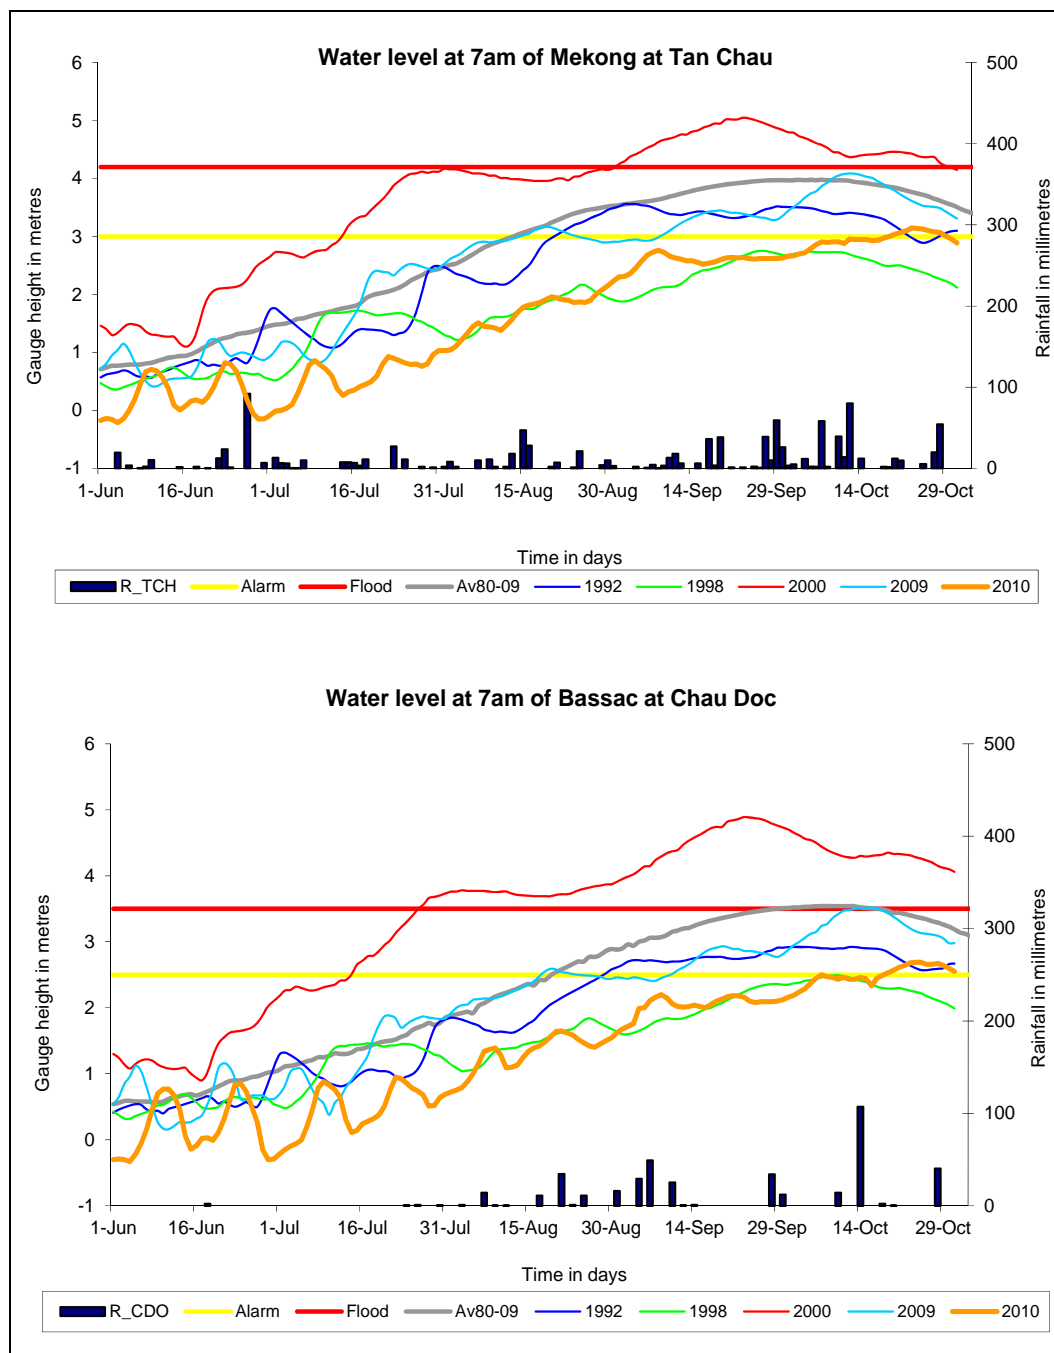 Water level at 7am of Mekong at Tan Chau
Gauge height in metres
6
5
4
3
2
1
0
-1
500
400
300
200
100
0
Rainfall in millimetres
1-Jun 16-Jun 1-Jul 16-Jul 31-Jul 15-Aug 30-Aug 14-Sep 29-Sep 14-Oct 29-Oct
Time in days
R_TCH Alarm Flood Av80-09 1992 1998 2000 2009 2010
Water level at 7am of Bassac at Chau Doc
Gauge height in metres
6
5
4
3
2
1
0
-1
500
400
300
200
100
0
Rainfall in millimetres
1-Jun 16-Jun 1-Jul 16-Jul 31-Jul 15-Aug 30-Aug 14-Sep 29-Sep 14-Oct 29-Oct
Time in days
R_CDO Alarm Flood Av80-09 1992 1998 2000 2009 2010